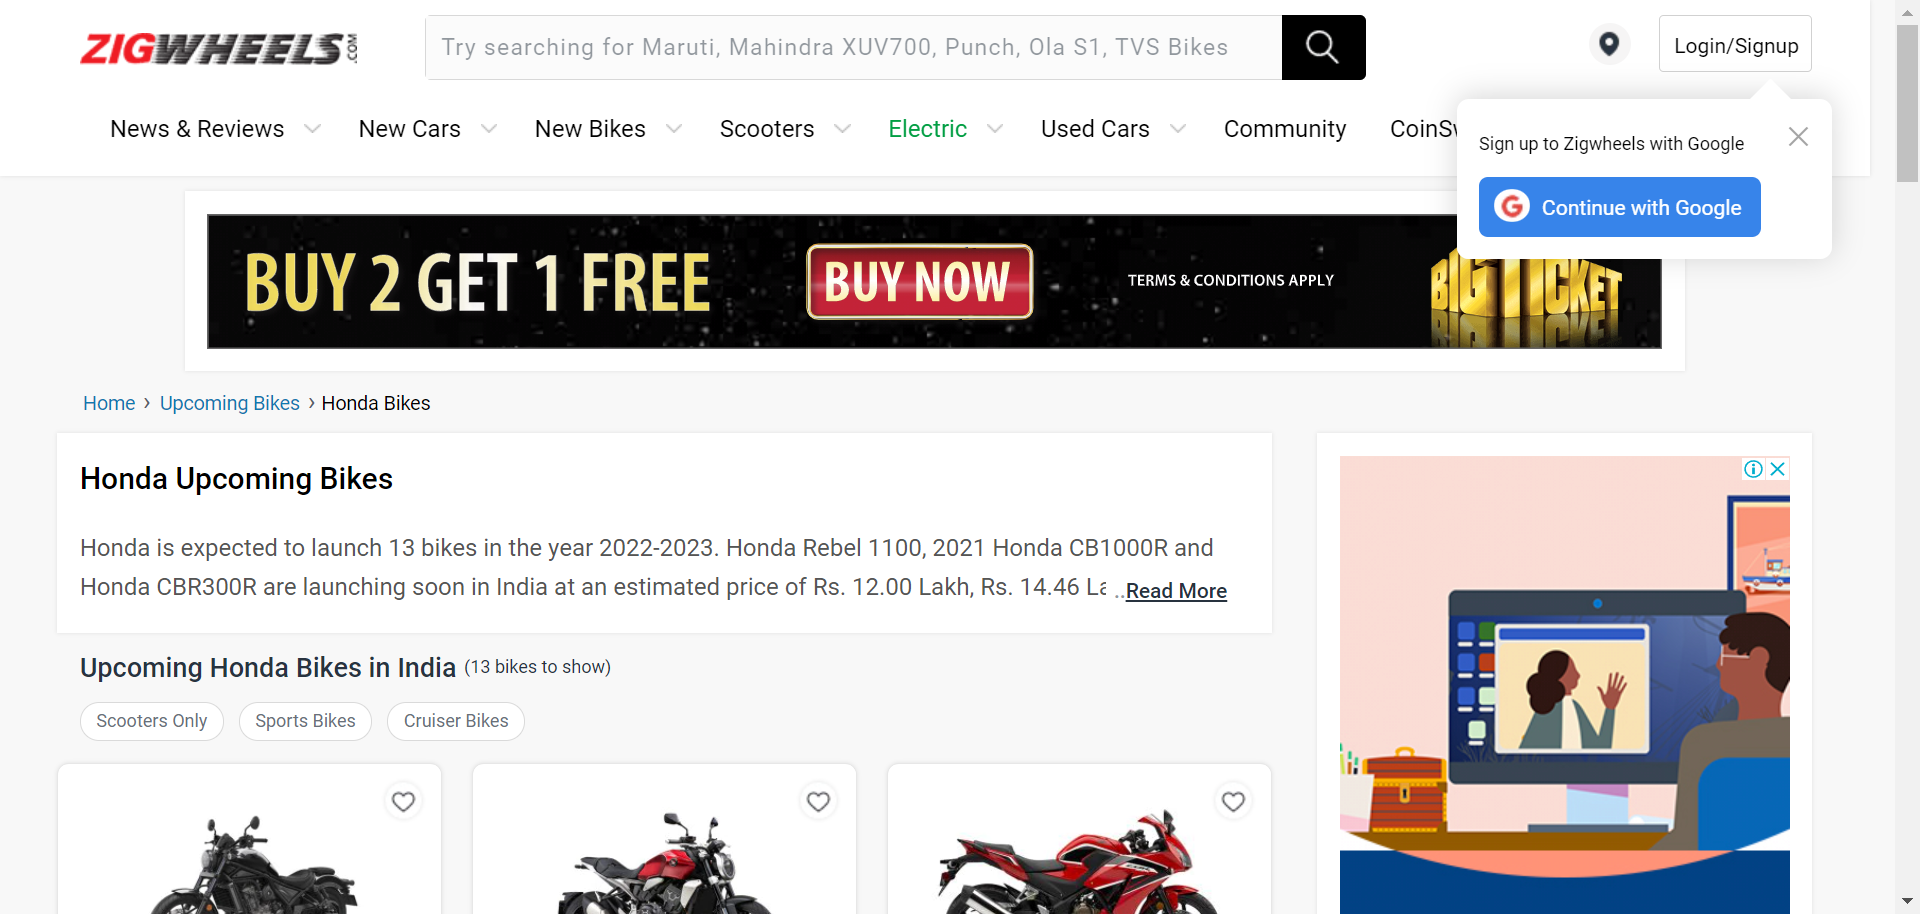 ZIGWHEELS.COM
Try searching for Maruti, Mahindra XUV700, Punch, Ola S1, TVS Bikes
Login/Signup
News & Reviews
New Cars
New Bikes
Scooters
Electric
Used Cars
Community
Sign up to Zigwheels with Google
Continue with Google
BUY 2 GET 1 FREE
BUY NOW
TERMS & CONDITIONS APPLY
BIG TICKET
Home › Upcoming Bikes › Honda Bikes
Honda Upcoming Bikes
Honda is expected to launch 13 bikes in the year 2022-2023. Honda Rebel 1100, 2021 Honda CB1000R and
Honda CBR300R are launching soon in India at an estimated price of Rs. 12.00 Lakh, Rs. 14.46 La ..Read More
Upcoming Honda Bikes in India (13 bikes to show)
Scooters Only
Sports Bikes
Cruiser Bikes